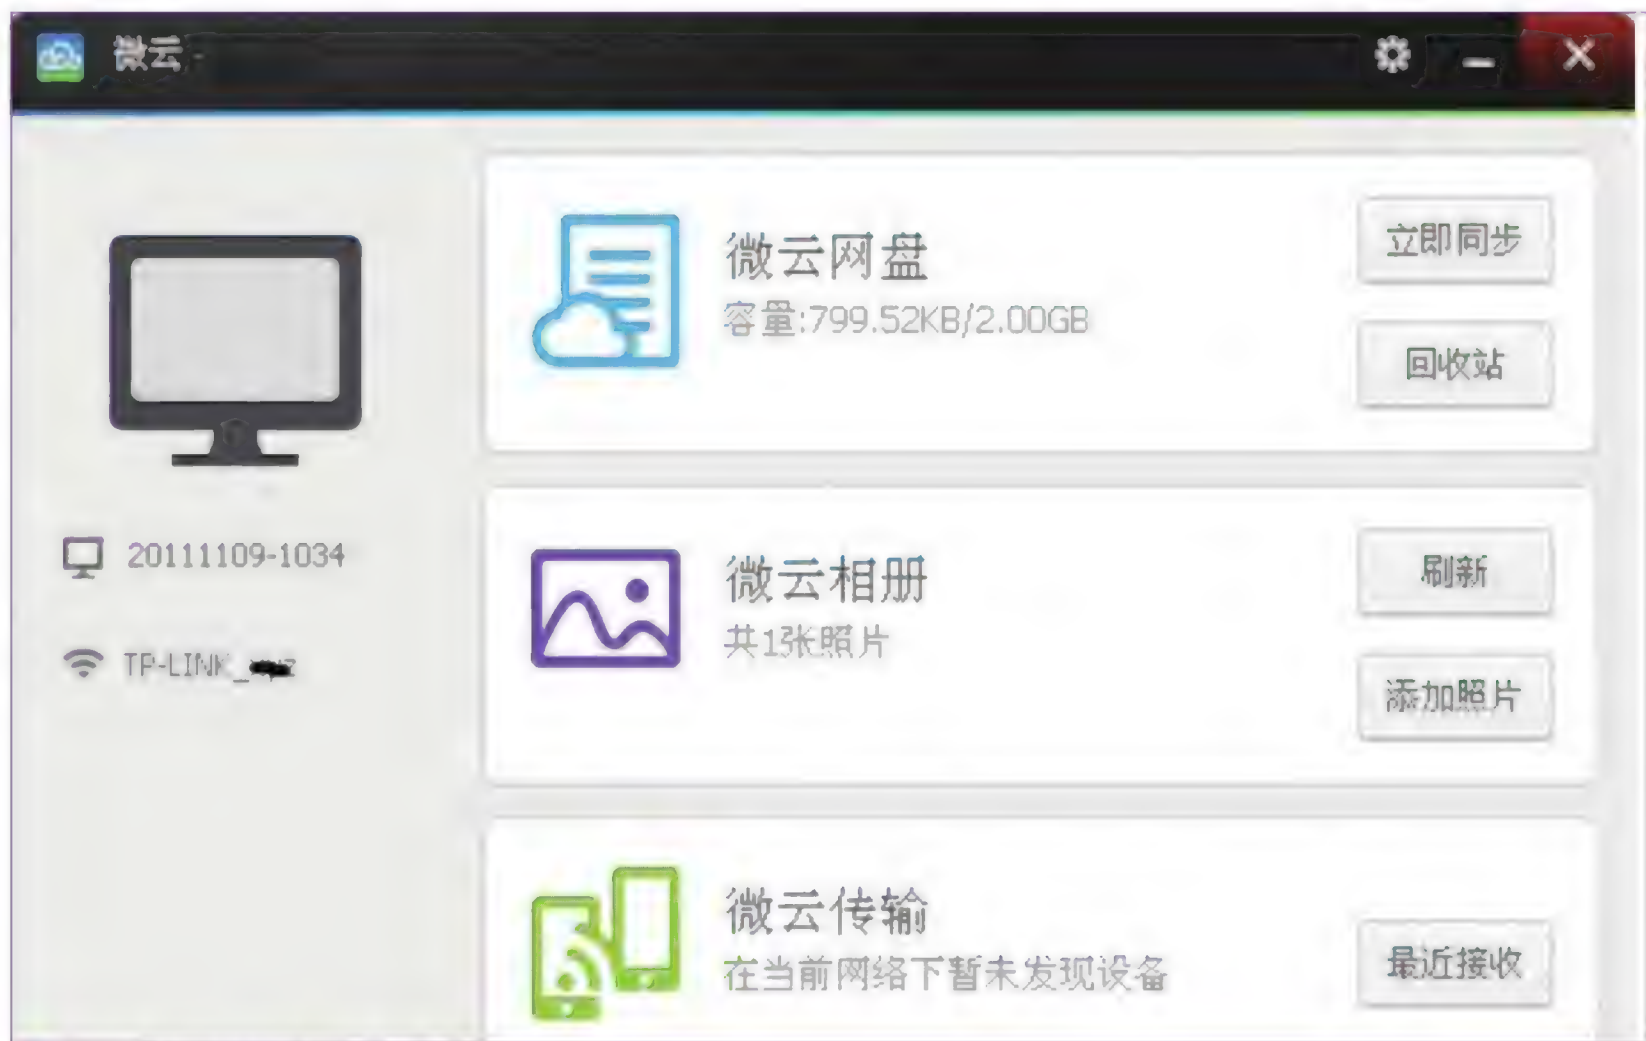 微云
20111109-1034
TP-LINK_
微云网盘
容量:799.52KB/2.00GB
立即同步
回收站
微云相册
共1张照片
刷新
添加照片
微云传输
在当前网络下暂未发现设备
最近接收